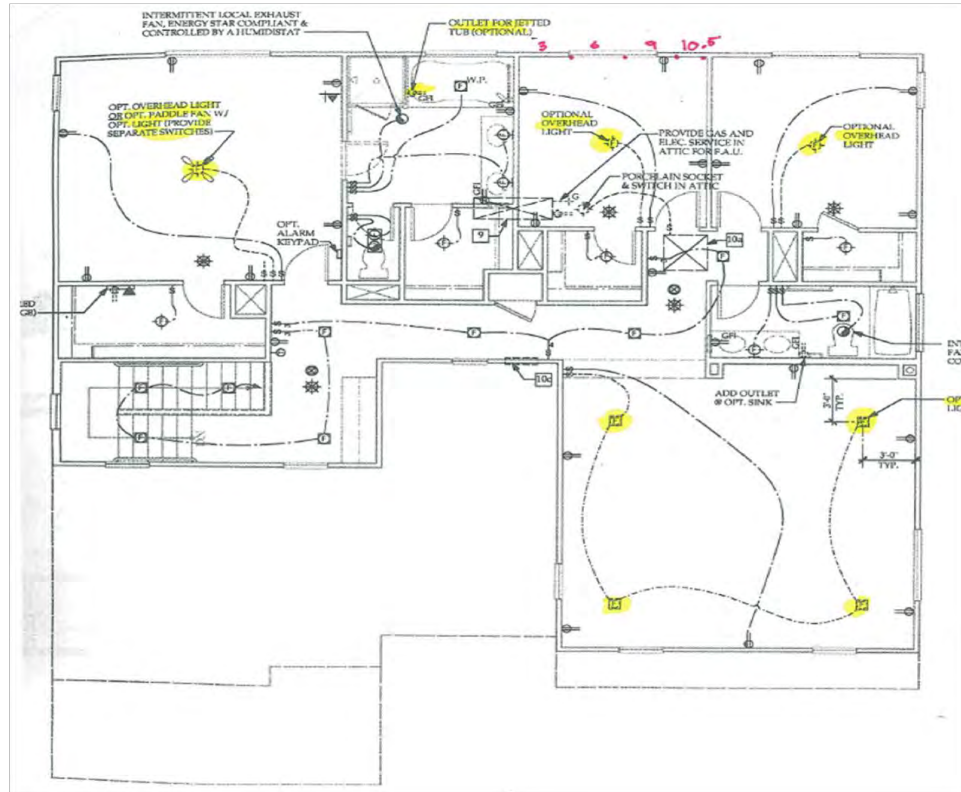 INTERMITTENT LOCAL EXHAUST
FAN, ENERGY STAR COMPLIANT &
CONTROLLED BY A HUMIDISTAT
OUTLET FOR JETTED
TUB (OPTIONAL)
3 6 9 10.5
W.P.
GFI
OPT. OVERHEAD LIGHT
OR OPT. PADDLE FAN W/
OPT. LIGHT (PROVIDE
SEPARATE SWITCHES)
OPTIONAL
OVERHEAD
LIGHT
PROVIDE GAS AND
ELEC. SERVICE IN
ATTIC FOR F.A.U.
OPTIONAL
OVERHEAD
LIGHT
PORCELAIN SOCKET
& SWITCH IN ATTIC
OPT.
ALARM
KEYPAD
9
10a
GFI
10c
ADD OUTLET
@ OPT. SINK
3'-0"
TYP.
3'-0"
TYP.